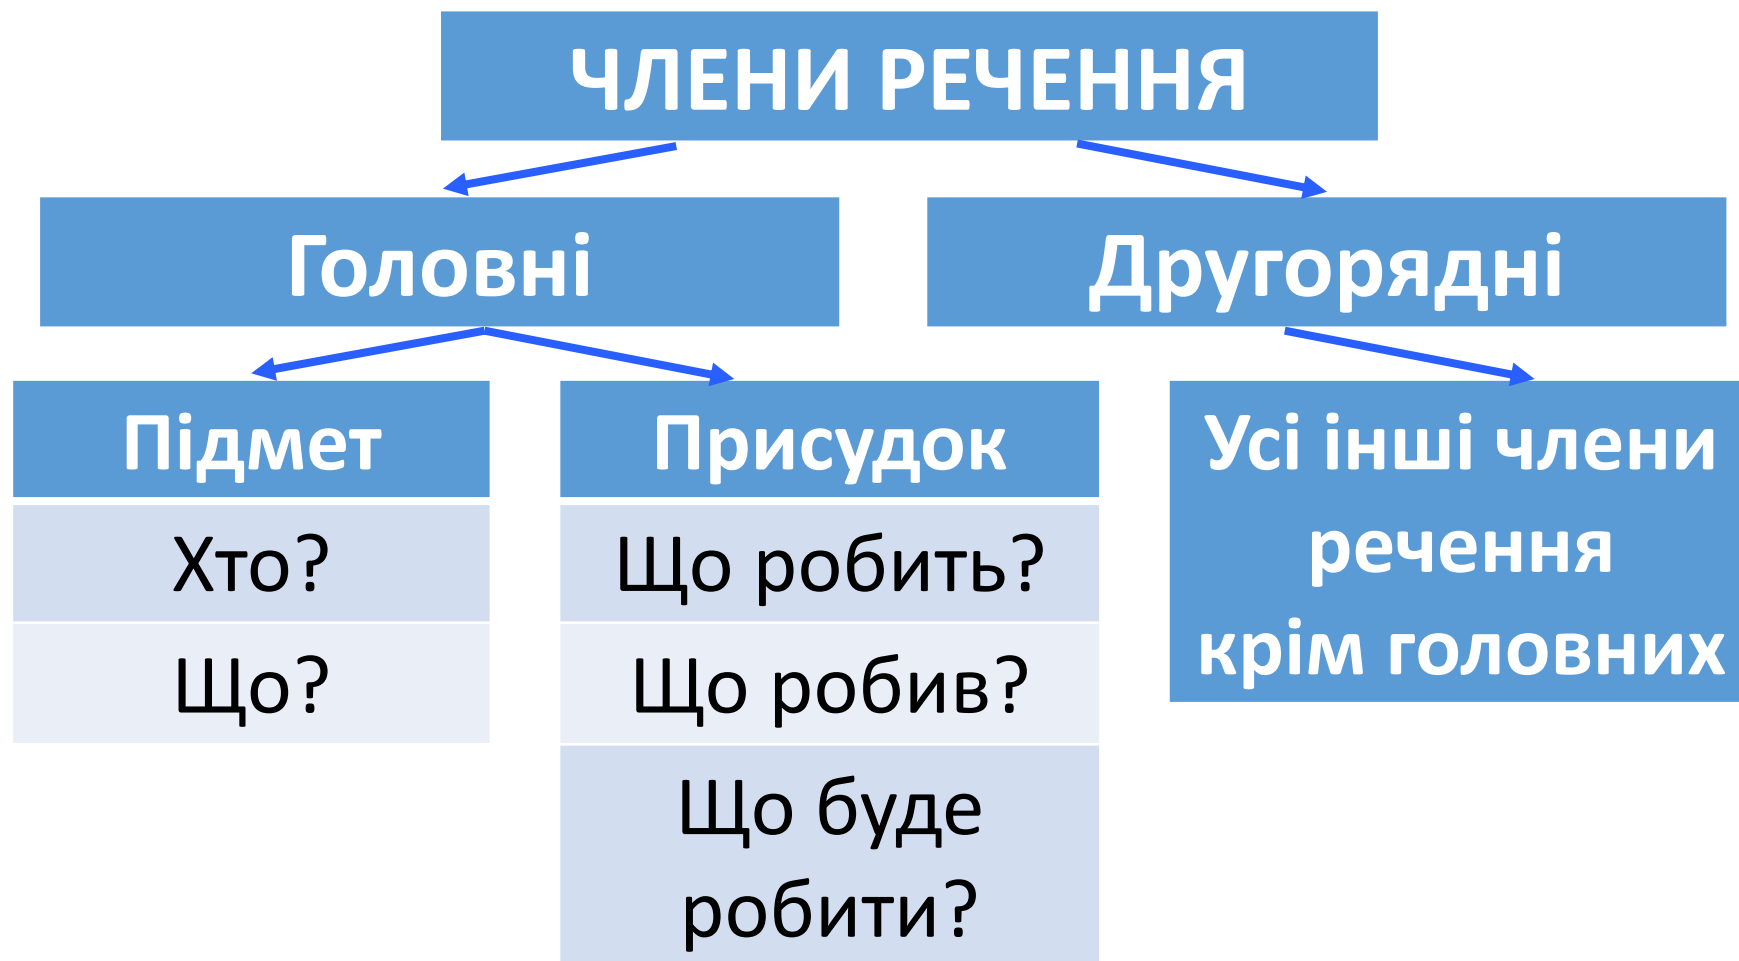 ЧЛЕНИ РЕЧЕННЯ
Головні
Другорядні
Підмет
Хто?
Що?
Присудок
Що робить?
Що робив?
Що буде
робити?
Усі інші члени
речення
крім головних